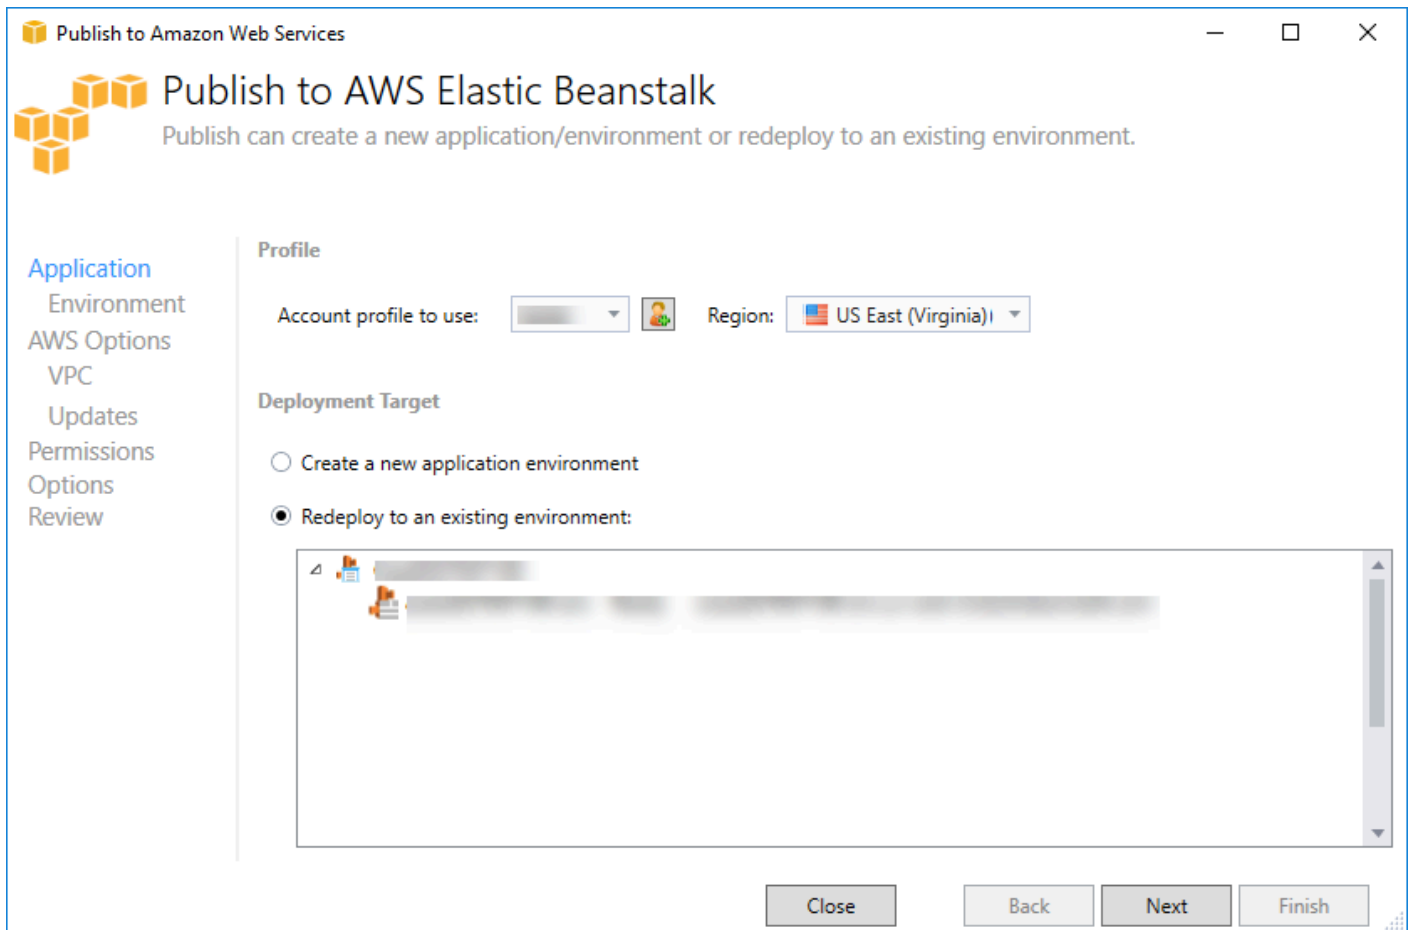 Publish to Amazon Web Services
Publish to AWS Elastic Beanstalk
Publish can create a new application/environment or redeploy to an existing environment.
Application
Environment
AWS Options
VPC
Updates
Permissions
Options
Review
Profile
Account profile to use:
Region: US East (Virginia)
Deployment Target
Create a new application environment
Redeploy to an existing environment:
Close Back Next Finish